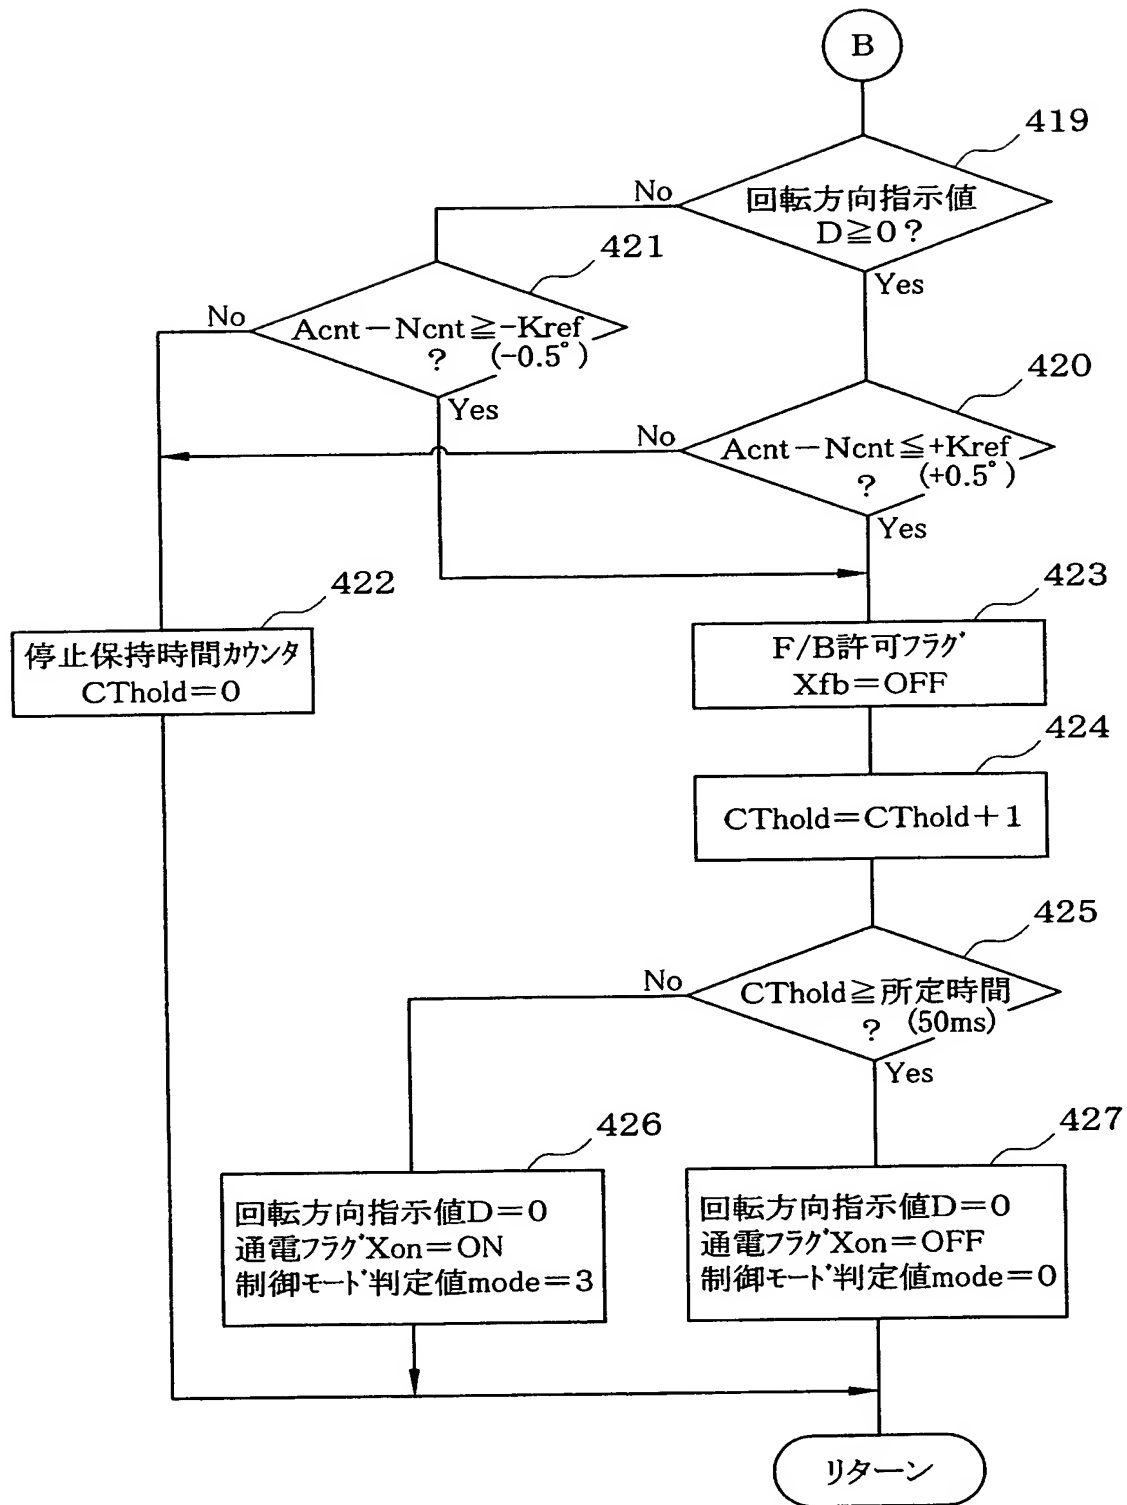 B
419
回転方向指示値
D≧0?
No
Yes
421
Acnt－Ncnt≧-Kref
? (-0.5°)
No
Yes
420
Acnt－Ncnt≦+Kref
? (+0.5°)
No
Yes
422
停止保持時間カウンタ
CThold＝0
423
F/B許可フラグ
Xfb＝OFF
424
CThold＝CThold＋1
425
CThold≧所定時間
? (50ms)
No
Yes
426
回転方向指示値D＝0
通電フラグXon＝ON
制御モード判定値mode＝3
427
回転方向指示値D＝0
通電フラグXon＝OFF
制御モード判定値mode＝0
リターン